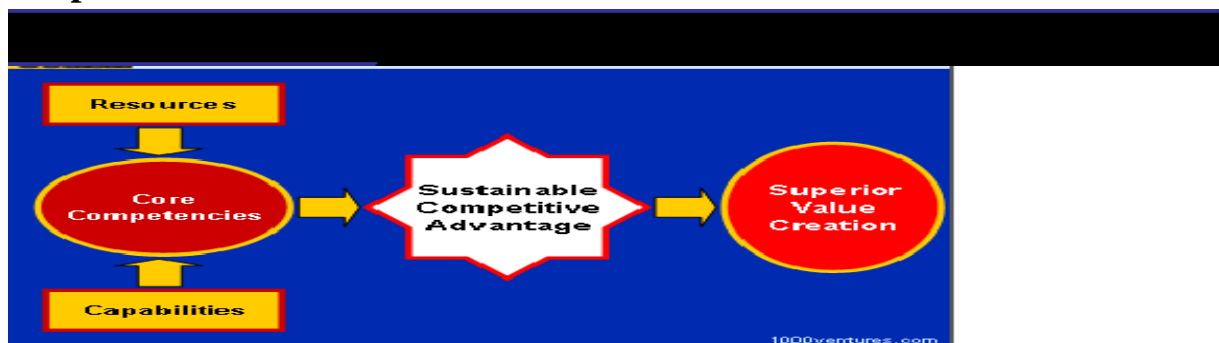 Resources
Core
Competencies
Sustainable
Competitive
Advantage
Superior
Value
Creation
Capabilities
1000ventures.com